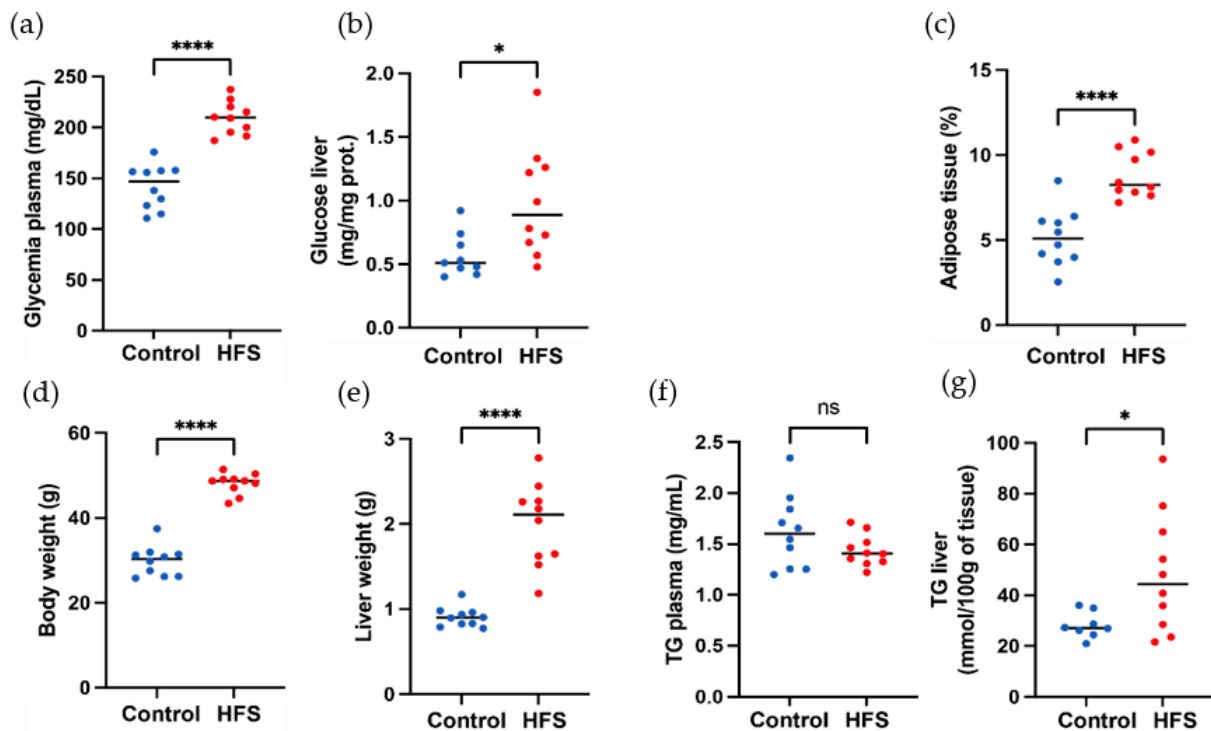 (a)
****
Glycemia plasma (mg/dL)
250
200
150
100
50
0
Control HFS
(b)
*
Glucose liver
(mg/mg prot.)
2.0
1.5
1.0
0.5
0.0
Control HFS
(c)
****
Adipose tissue (%)
15
10
5
0
Control HFS
(d)
****
Body weight (g)
60
40
20
0
Control HFS
(e)
****
Liver weight (g)
3
2
1
0
Control HFS
(f)
ns
TG plasma (mg/mL)
2.5
2.0
1.5
1.0
0.5
0.0
Control HFS
(g)
*
TG liver
(mmol/100g of tissue)
100
80
60
40
20
0
Control HFS